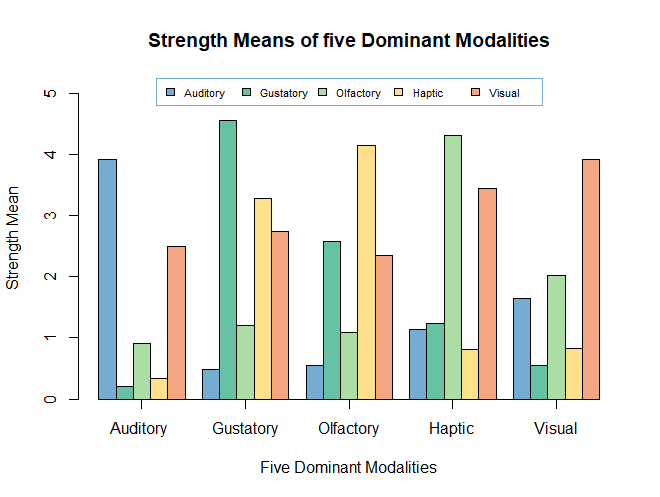 Strength Means of five Dominant Modalities
Auditory Gustatory Olfactory Haptic Visual
5
4
3
2
1
0
Strength Mean
Auditory Gustatory Olfactory Haptic Visual
Five Dominant Modalities